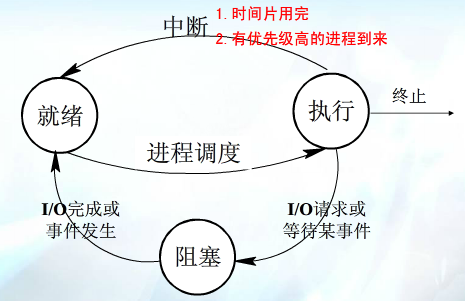 中断
1.时间片用完
2.有优先级高的进程到来
就绪
执行
终止
进程调度
I/O完成或
事件发生
I/O请求或
等待某事件
阻塞